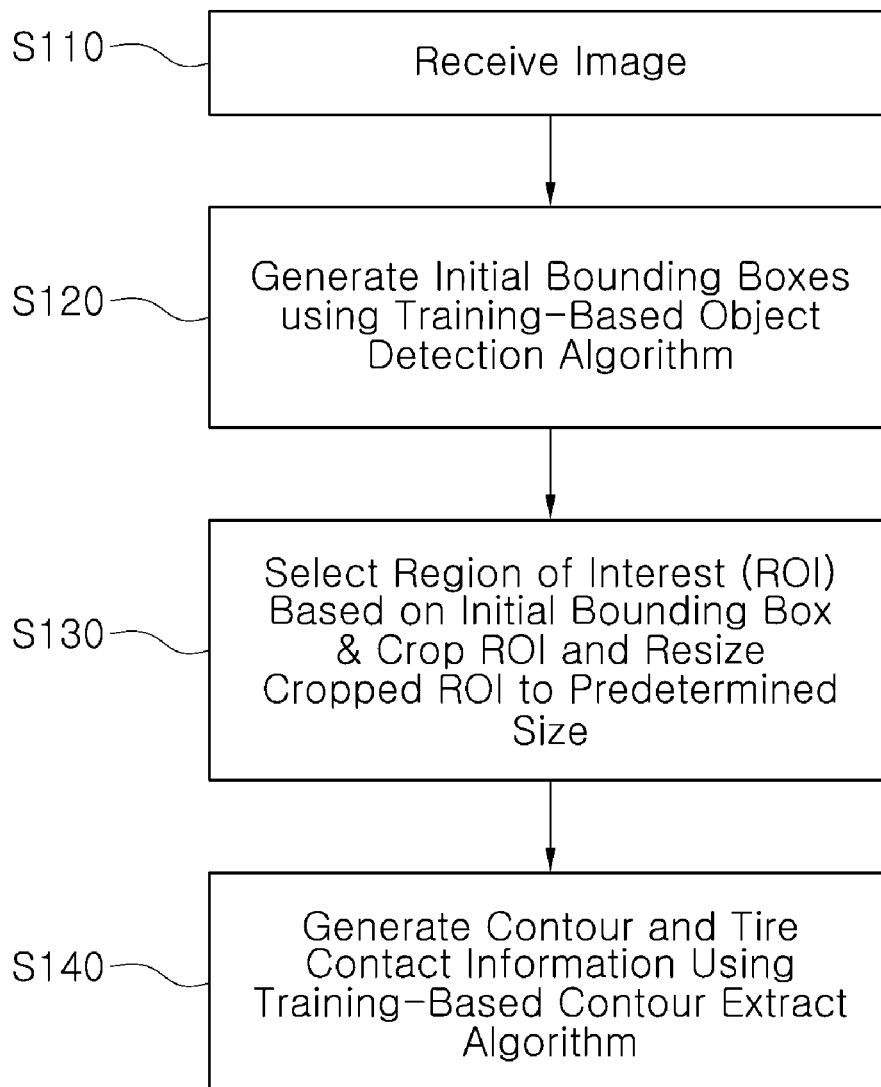 S110
Receive Image
S120
Generate Initial Bounding Boxes
using Training-Based Object
Detection Algorithm
S130
Select Region of Interest (ROI)
Based on Initial Bounding Box
& Crop ROI and Resize
Cropped ROI to Predetermined
Size
S140
Generate Contour and Tire
Contact Information Using
Training-Based Contour Extract
Algorithm